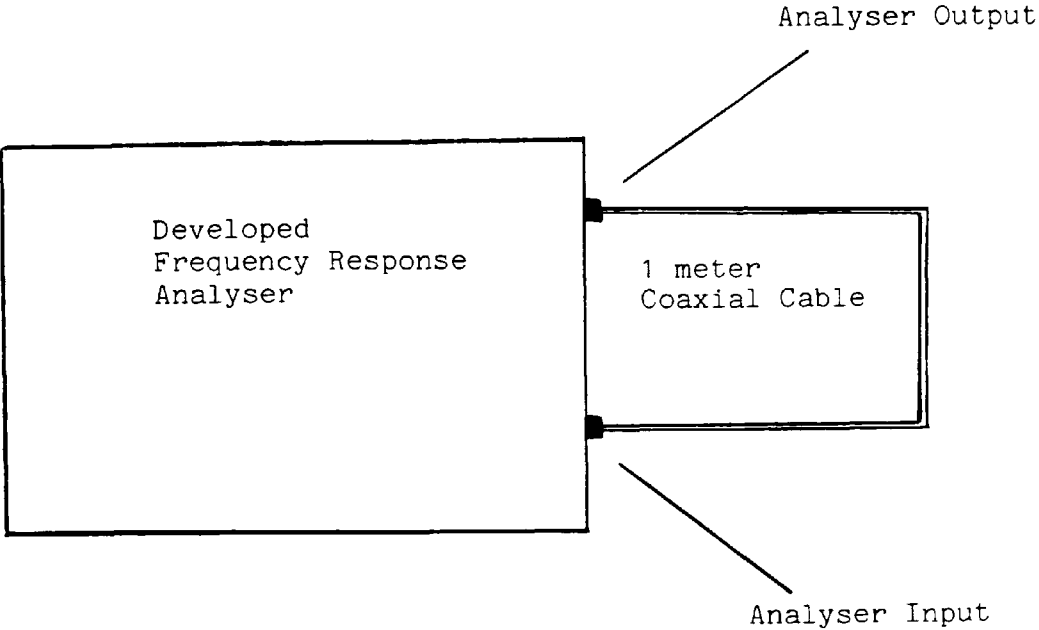 Analyser Output
Developed
Frequency Response
Analyser
1 meter
Coaxial Cable
Analyser Input